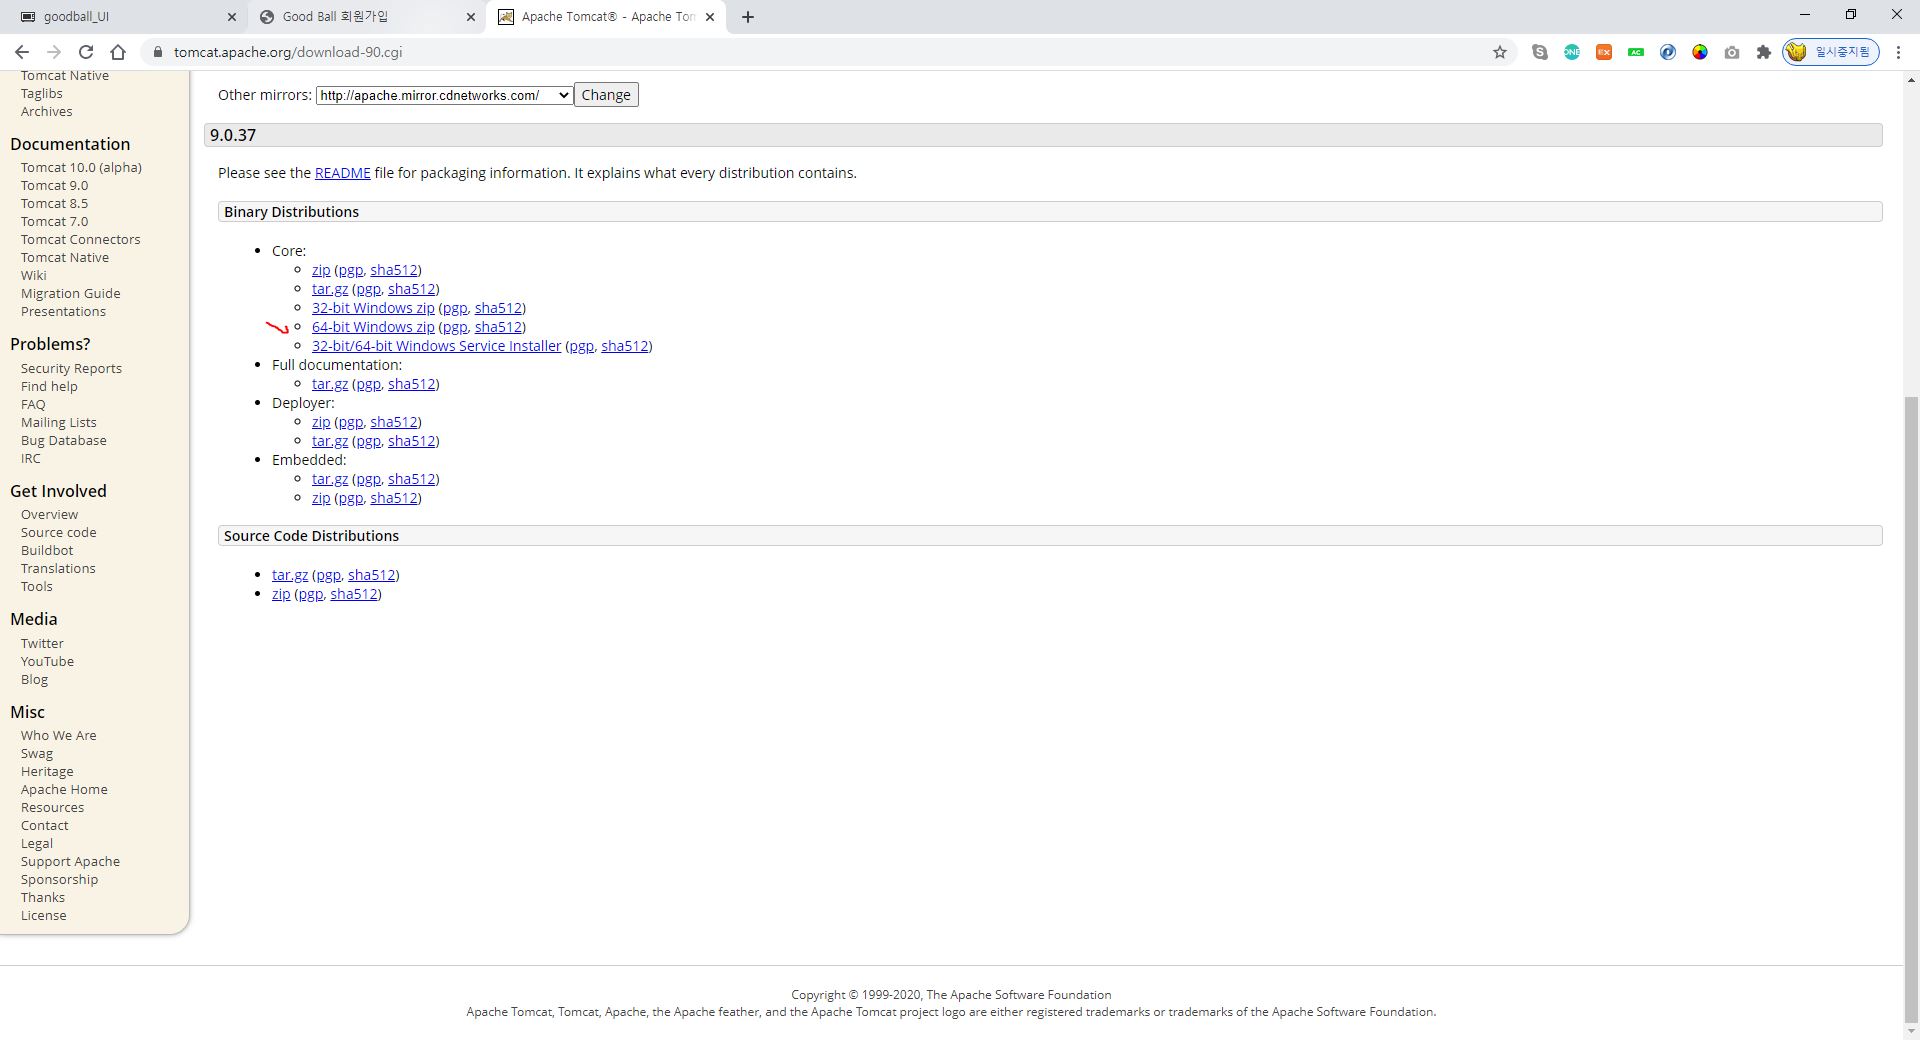 goodball_UI
Good Ball 회원가입
Apache Tomcat® - Apache Tom
tomcat.apache.org/download-90.cgi
일시중지됨
Tomcat Native
Taglibs
Archives
Documentation
Tomcat 10.0 (alpha)
Tomcat 9.0
Tomcat 8.5
Tomcat 7.0
Tomcat Connectors
Tomcat Native
Wiki
Migration Guide
Presentations
Problems?
Security Reports
Find help
FAQ
Mailing Lists
Bug Database
IRC
Get Involved
Overview
Source code
Buildbot
Translations
Tools
Media
Twitter
YouTube
Blog
Misc
Who We Are
Swag
Heritage
Apache Home
Resources
Contact
Legal
Support Apache
Sponsorship
Thanks
License
Other mirrors: http://apache.mirror.cdnetworks.com/ Change
9.0.37
Please see the README file for packaging information. It explains what every distribution contains.
Binary Distributions
Core:
zip (pgp, sha512)
tar.gz (pgp, sha512)
32-bit Windows zip (pgp, sha512)
64-bit Windows zip (pgp, sha512)
32-bit/64-bit Windows Service Installer (pgp, sha512)
Full documentation:
tar.gz (pgp, sha512)
Deployer:
zip (pgp, sha512)
tar.gz (pgp, sha512)
Embedded:
tar.gz (pgp, sha512)
zip (pgp, sha512)
Source Code Distributions
tar.gz (pgp, sha512)
zip (pgp, sha512)
Copyright © 1999-2020, The Apache Software Foundation
Apache Tomcat, Tomcat, Apache, the Apache feather, and the Apache Tomcat project logo are either registered trademarks or trademarks of the Apache Software Foundation.